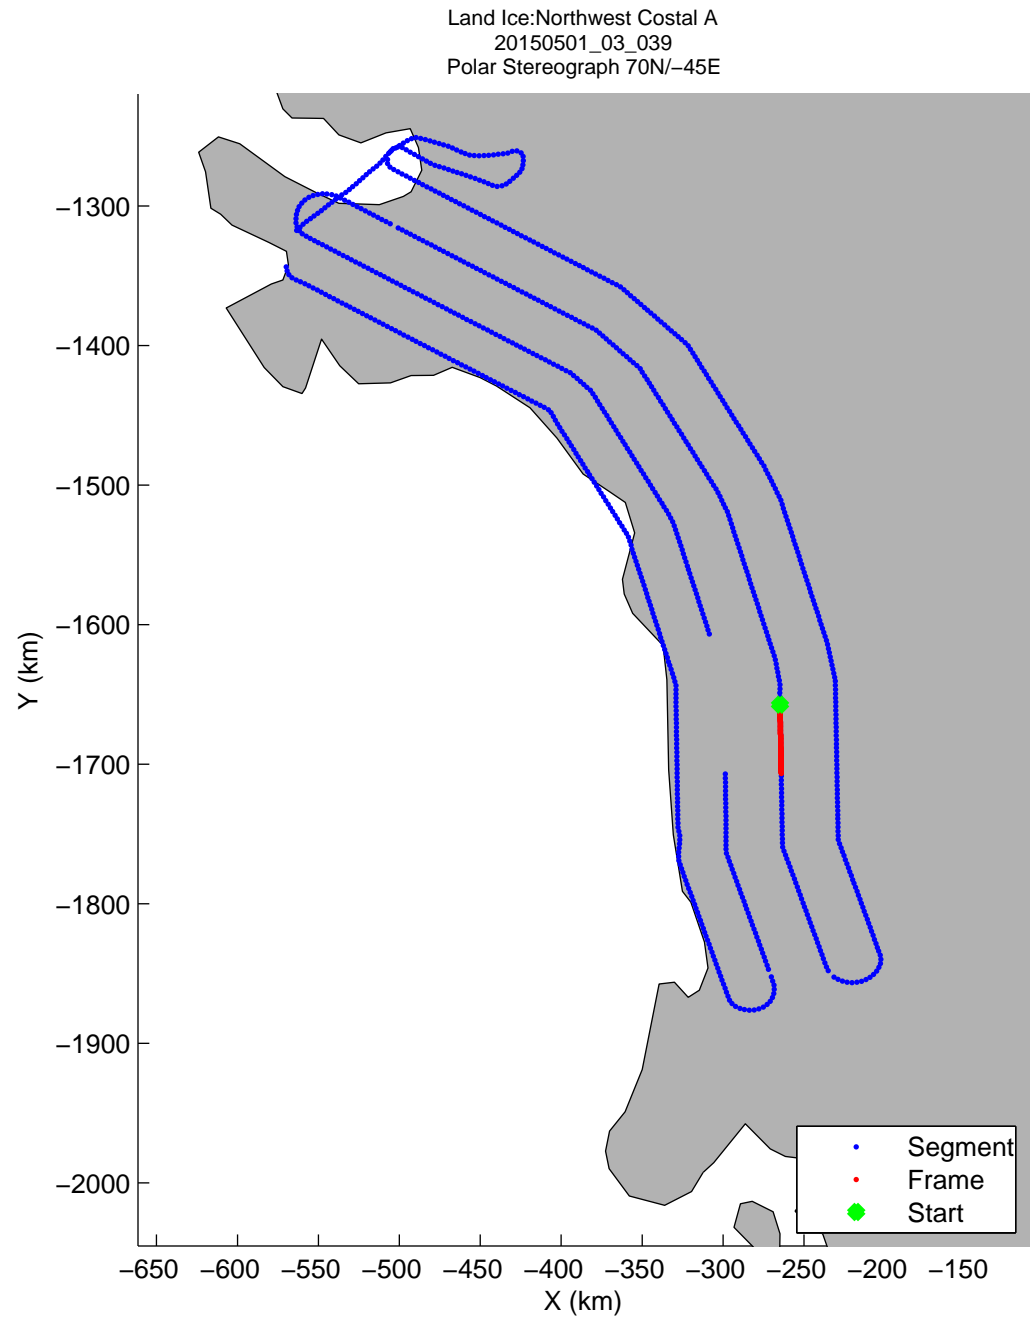 Land Ice:Northwest Costal A
20150501_03_039
Polar Stereograph 70N/−45E
−1300
−1400
−1500
−1600
−1700
−1800
−1900
−2000
Y (km)
Segment
Frame
Start
−650 −600 −550 −500 −450 −400 −350 −300 −250 −200 −150
X (km)